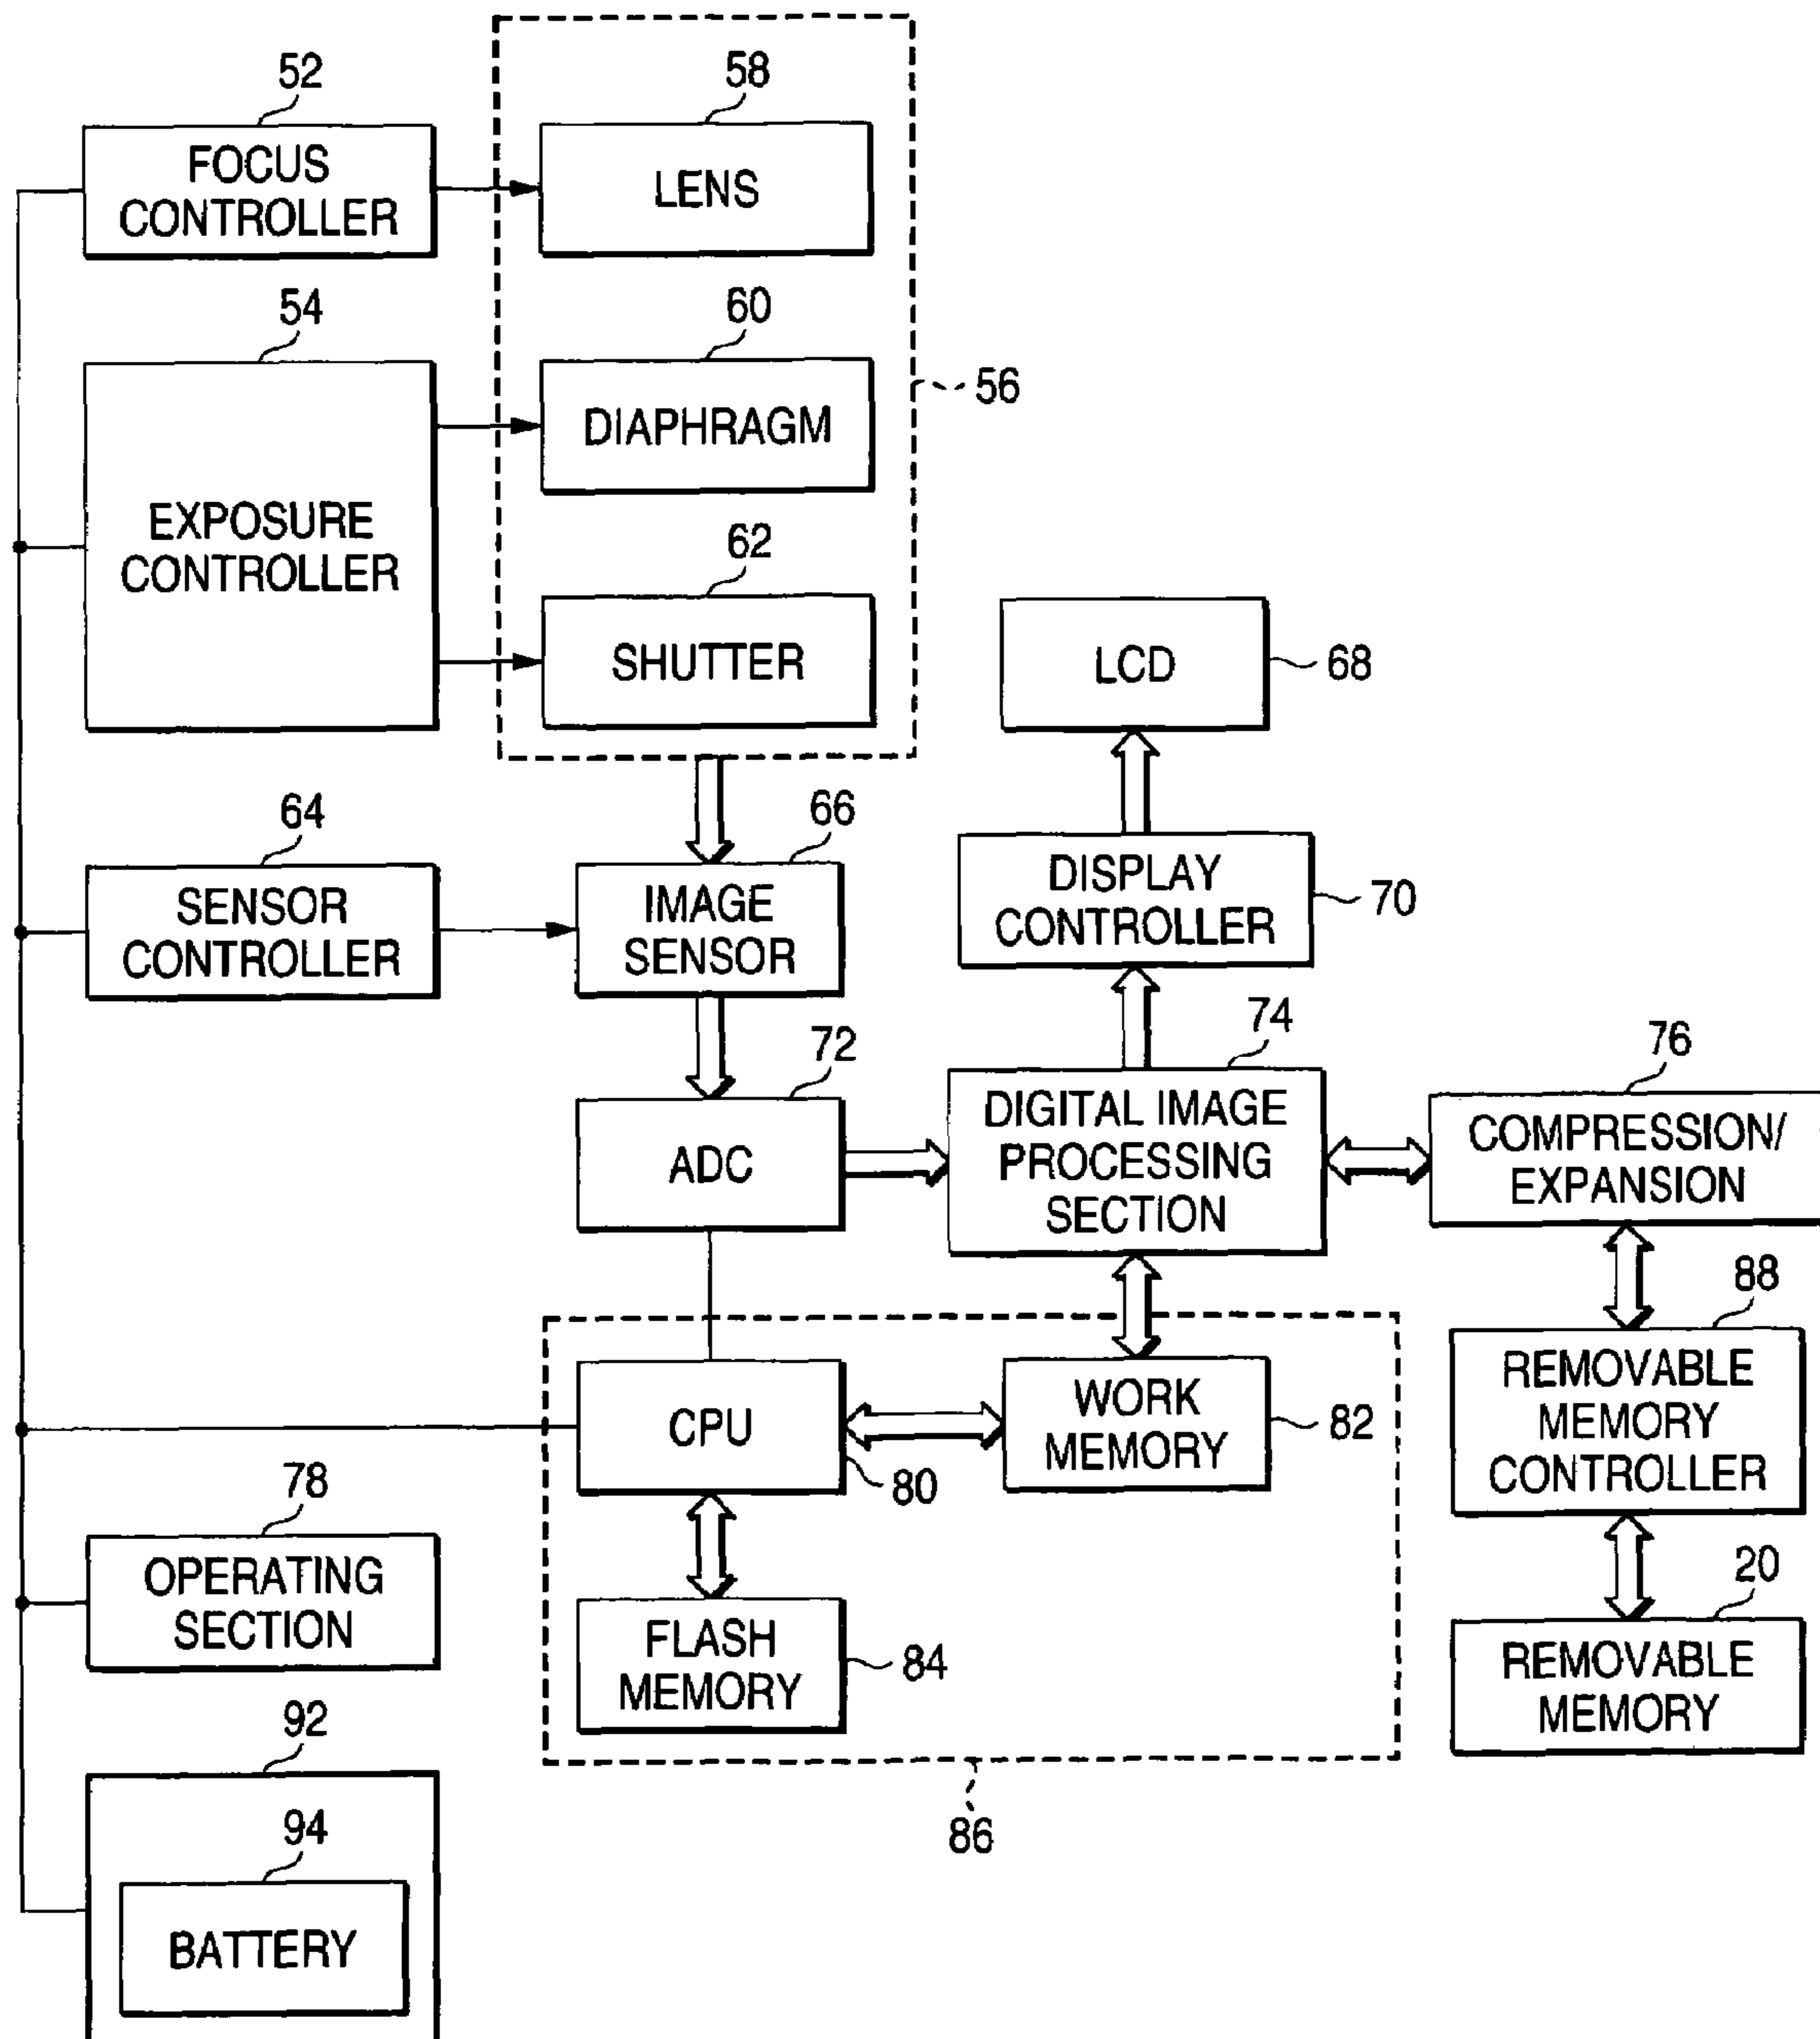 52
FOCUS
CONTROLLER
58
LENS
54
EXPOSURE
CONTROLLER
60
DIAPHRAGM
56
62
SHUTTER
LCD
68
64
SENSOR
CONTROLLER
66
IMAGE
SENSOR
DISPLAY
CONTROLLER
70
72
ADC
74
DIGITAL IMAGE
PROCESSING
SECTION
76
COMPRESSION/
EXPANSION
CPU
80
WORK
MEMORY
82
88
REMOVABLE
MEMORY
CONTROLLER
78
OPERATING
SECTION
FLASH
MEMORY
84
20
REMOVABLE
MEMORY
86
92
94
BATTERY